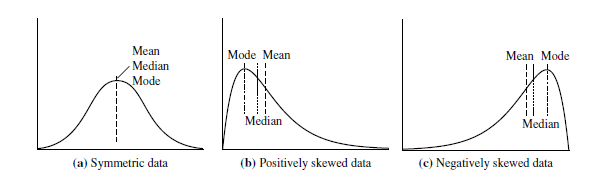 Mean
Median
Mode
Mode Mean
Median
Mean Mode
Median
(a) Symmetric data
(b) Positively skewed data
(c) Negatively skewed data